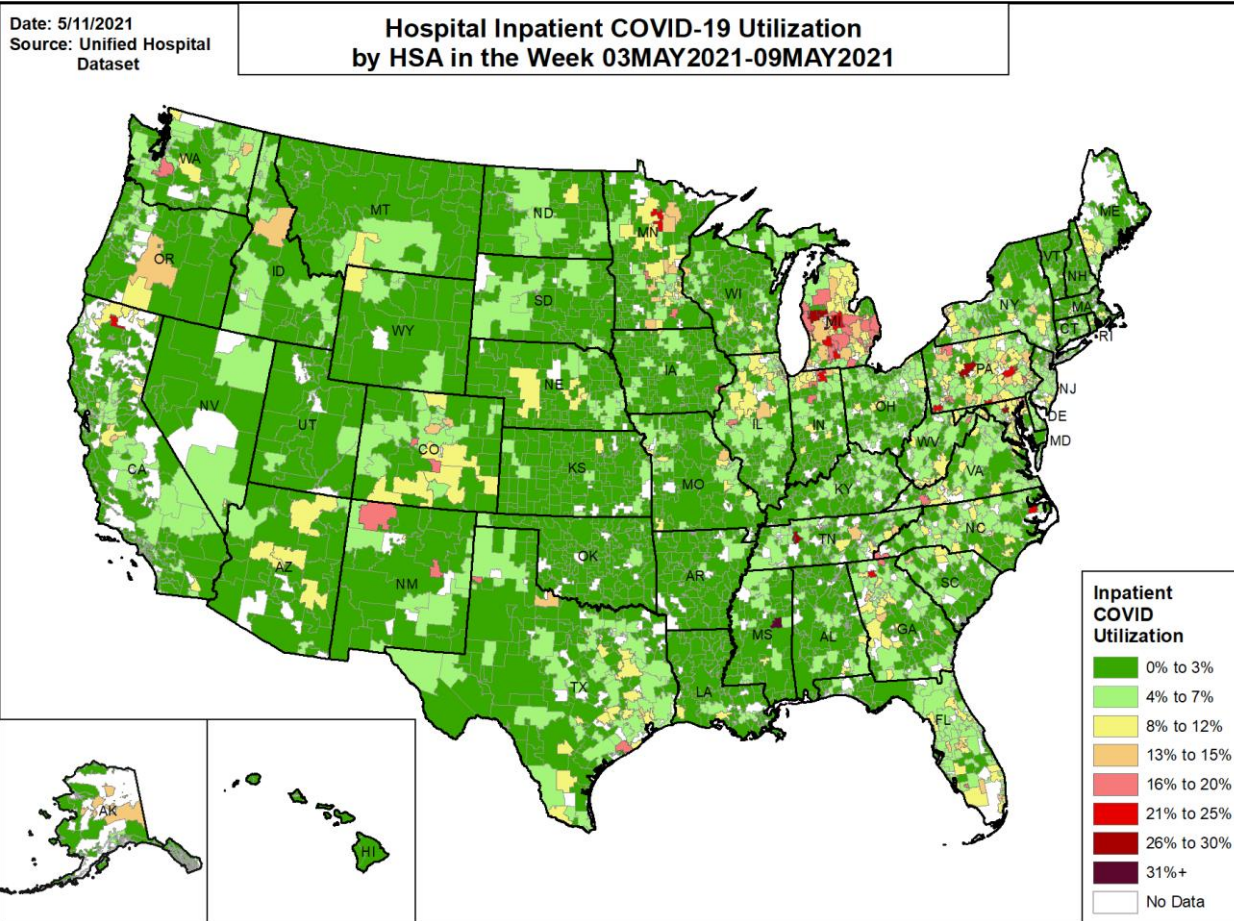 Date: 5/11/2021
Source: Unified Hospital
Dataset
Hospital Inpatient COVID-19 Utilization
by HSA in the Week 03MAY2021-09MAY2021
WA
MT
ND
MN
ME
OR
ID
SD
WI
MI
VT
NH
NY
MA
CT
RI
WY
IA
NE
PA
NJ
NV
UT
CO
IL
IN
OH
DE
MD
WV
VA
CA
KS
MO
KY
AZ
NM
OK
AR
TN
NC
SC
MS
AL
GA
TX
LA
FL
AK
HI
Inpatient
COVID
Utilization
0% to 3%
4% to 7%
8% to 12%
13% to 15%
16% to 20%
21% to 25%
26% to 30%
31%+
No Data